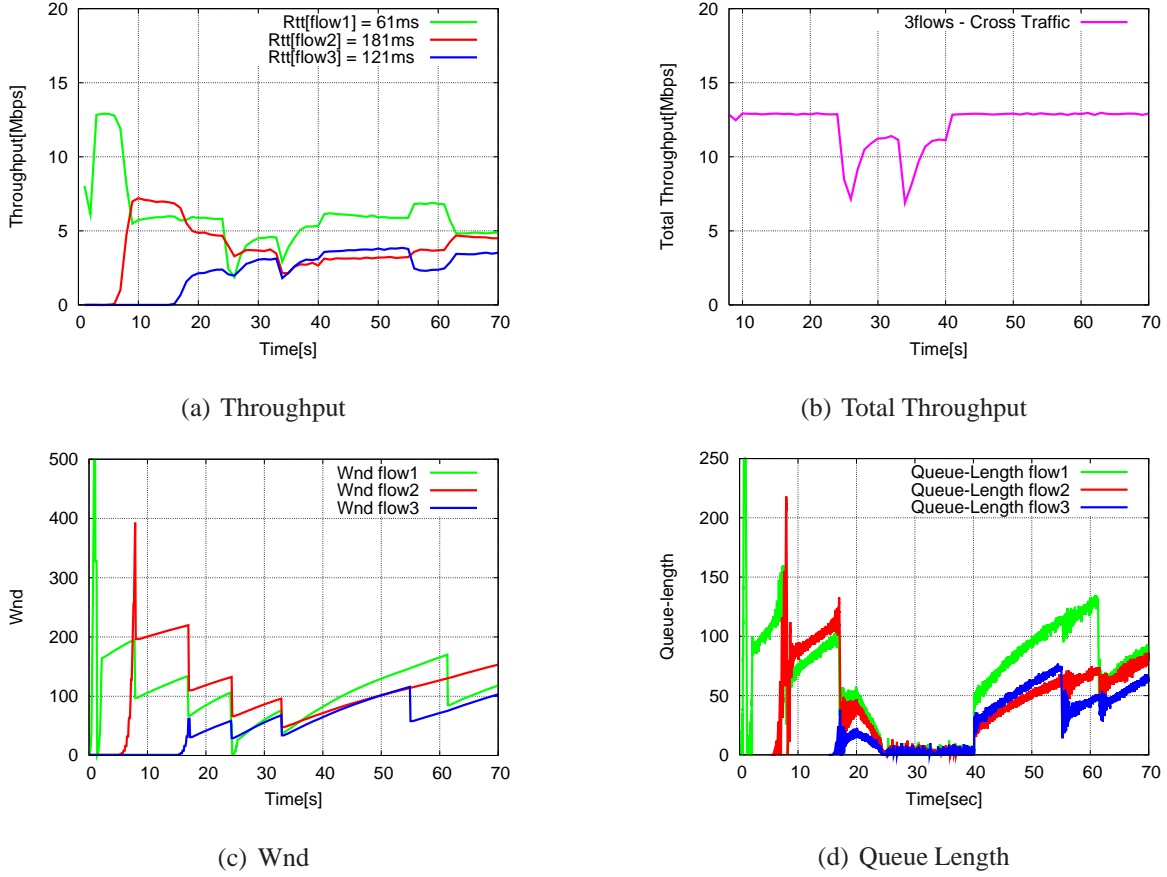 Throughput[Mbps]
20
15
10
5
0
Rtt[flow1] = 61ms
Rtt[flow2] = 181ms
Rtt[flow3] = 121ms
0 10 20 30 40 50 60 70
Time[s]
(a) Throughput
Total Throughput[Mbps]
20
15
10
5
0
3flows - Cross Traffic
10 20 30 40 50 60 70
Time[s]
(b) Total Throughput
Wnd
500
400
300
200
100
0
Wnd flow1
Wnd flow2
Wnd flow3
0 10 20 30 40 50 60 70
Time[s]
(c) Wnd
Queue-length
250
200
150
100
50
0
Queue-Length flow1
Queue-Length flow2
Queue-Length flow3
0 10 20 30 40 50 60 70
Time[sec]
(d) Queue Length